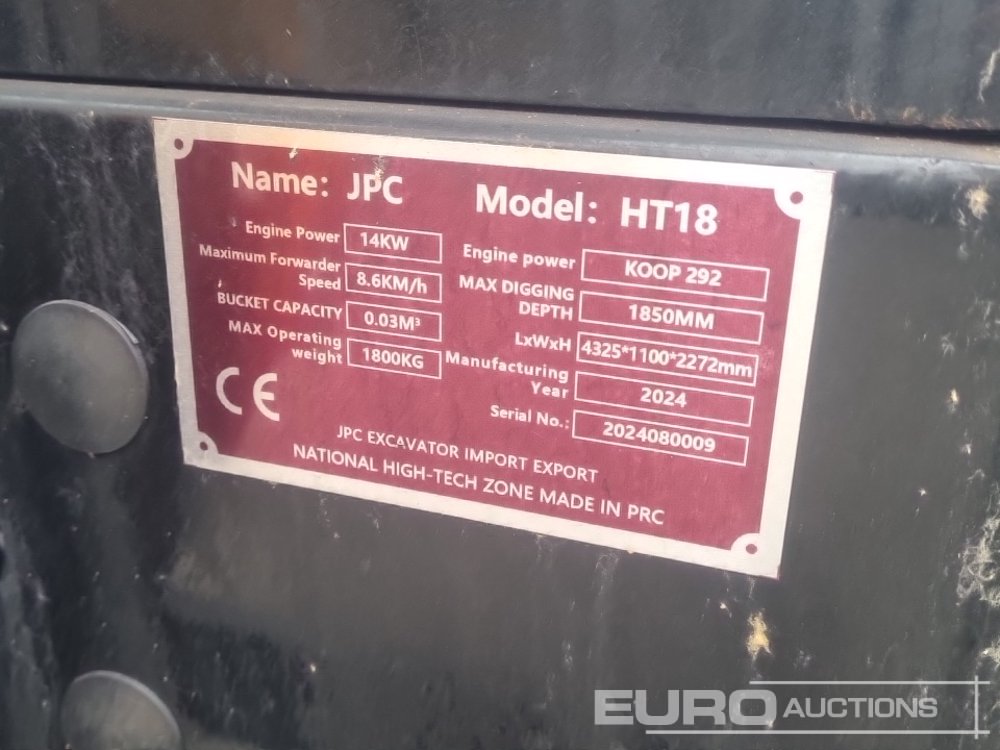 Name: JPC
Model: HT18
Engine Power 14KW
Maximum Forwarder
Speed 8.6KM/h
BUCKET CAPACITY 0.03M³
MAX Operating
weight 1800KG
Engine power KOOP 292
MAX DIGGING
DEPTH 1850MM
LxWxH 4325*1100*2272mm
Manufacturing
Year 2024
Serial No.: 2024080009
CE
JPC EXCAVATOR IMPORT EXPORT
NATIONAL HIGH-TECH ZONE MADE IN PRC
EURO AUCTIONS